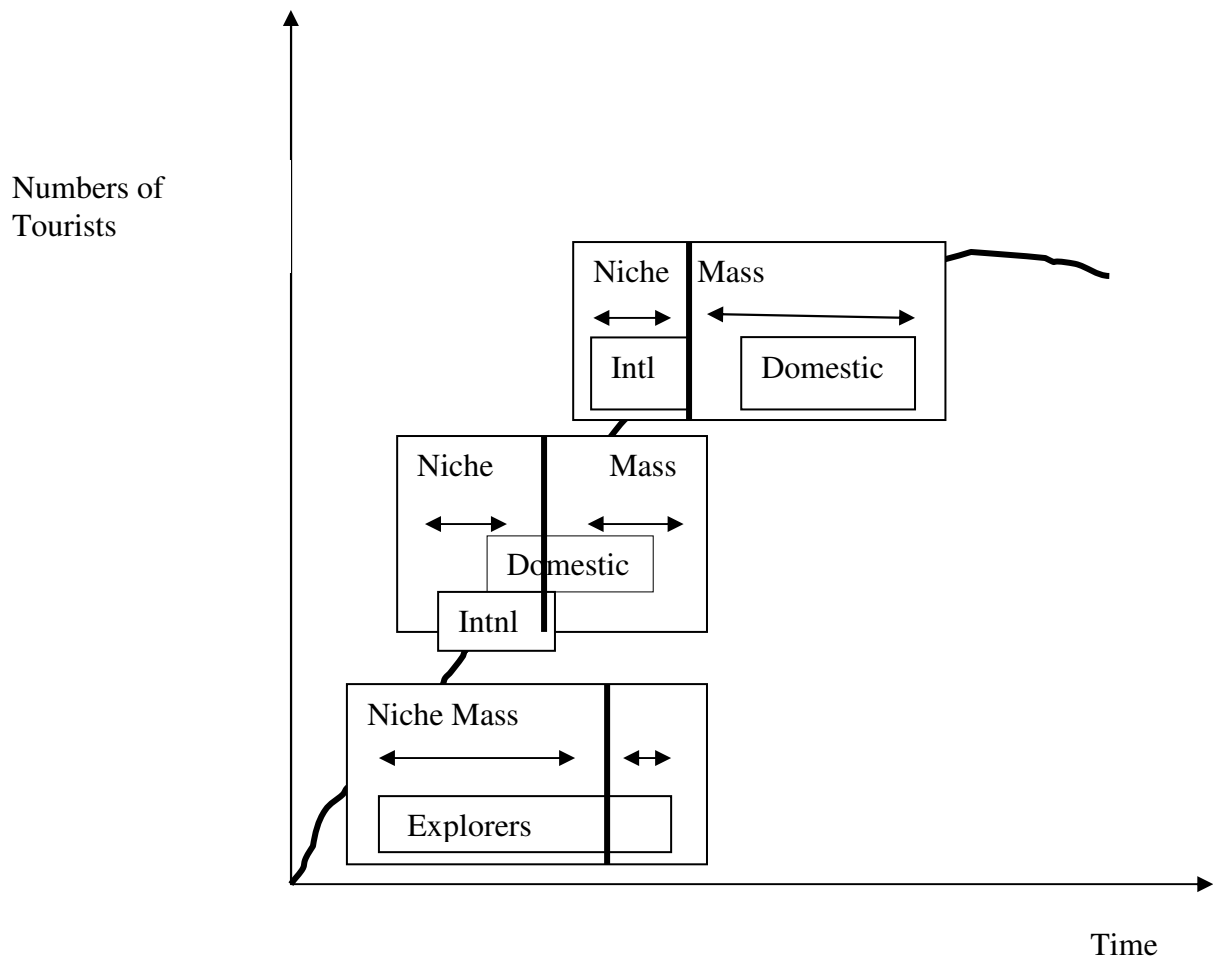 Numbers of
Tourists
Niche Mass
Intl Domestic
Niche Mass
Domestic
Intnl
Niche Mass
Explorers
Time